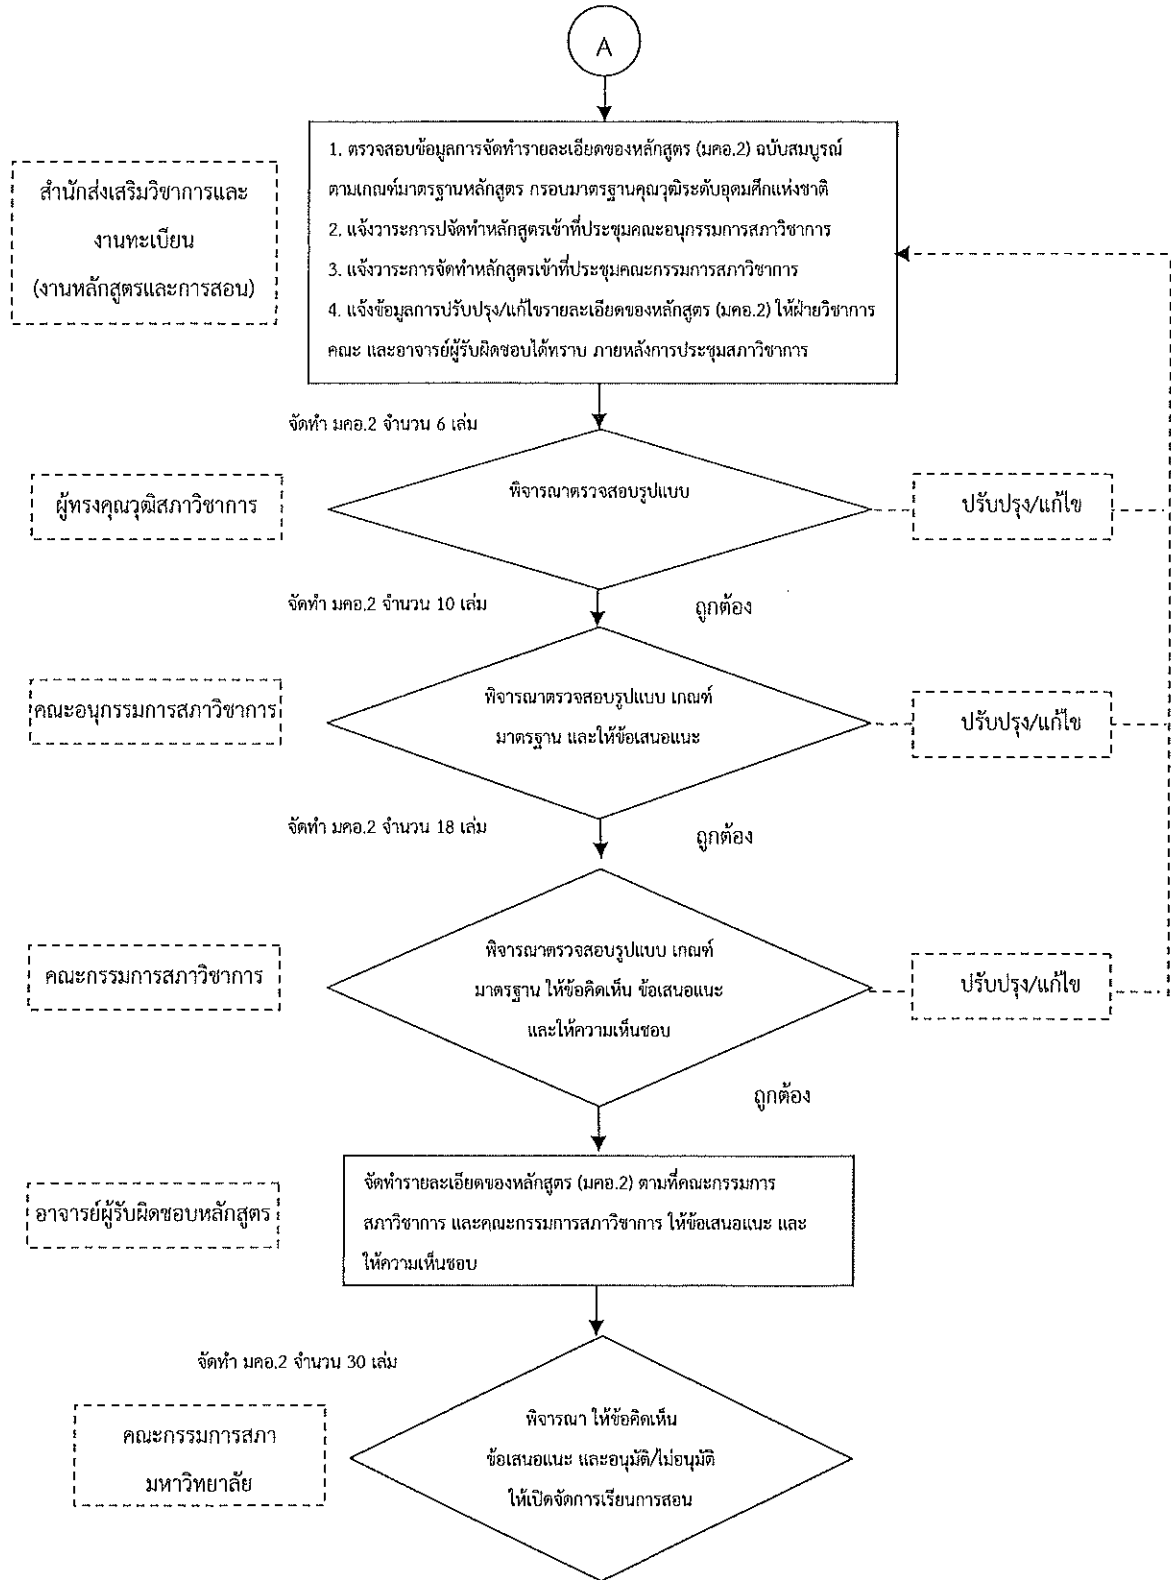 A
1. ตรวจสอบข้อมูลการจัดทำรายละเอียดของหลักสูตร (มคอ.2) ฉบับสมบูรณ์
ตามเกณฑ์มาตรฐานหลักสูตร กรอบมาตรฐานคุณวุฒิระดับอุดมศึกแห่งชาติ
2. แจ้งวาระการปจัดทำหลักสูตรเข้าที่ประชุมคณะอนุกรรมการสภาวิชาการ
3. แจ้งวาระการจัดทำหลักสูตรเข้าที่ประชุมคณะกรรมการสภาวิชาการ
4. แจ้งข้อมูลการปรับปรุง/แก้ไขรายละเอียดของหลักสูตร (มคอ.2) ให้ฝ่ายวิชาการ
คณะ และอาจารย์ผู้รับผิดชอบได้ทราบ ภายหลังการประชุมสภาวิชาการ
สำนักส่งเสริมวิชาการและ
งานทะเบียน
(งานหลักสูตรและการสอน)
จัดทำ มคอ.2 จำนวน 6 เล่ม
ผู้ทรงคุณวุฒิสภาวิชาการ
พิจารณาตรวจสอบรูปแบบ
ปรับปรุง/แก้ไข
จัดทำ มคอ.2 จำนวน 10 เล่ม
ถูกต้อง
คณะอนุกรรมการสภาวิชาการ
พิจารณาตรวจสอบรูปแบบ เกณฑ์
มาตรฐาน และให้ข้อเสนอแนะ
ปรับปรุง/แก้ไข
จัดทำ มคอ.2 จำนวน 18 เล่ม
ถูกต้อง
คณะกรรมการสภาวิชาการ
พิจารณาตรวจสอบรูปแบบ เกณฑ์
มาตรฐาน ให้ข้อคิดเห็น ข้อเสนอแนะ
และให้ความเห็นชอบ
ปรับปรุง/แก้ไข
ถูกต้อง
อาจารย์ผู้รับผิดชอบหลักสูตร
จัดทำรายละเอียดของหลักสูตร (มคอ.2) ตามที่คณะกรรมการ
สภาวิชาการ และคณะกรรมการสภาวิชาการ ให้ข้อเสนอแนะ และ
ให้ความเห็นชอบ
จัดทำ มคอ.2 จำนวน 30 เล่ม
คณะกรรมการสภา
มหาวิทยาลัย
พิจารณา ให้ข้อคิดเห็น
ข้อเสนอแนะ และอนุมัติ/ไม่อนุมัติ
ให้เปิดจัดการเรียนการสอน